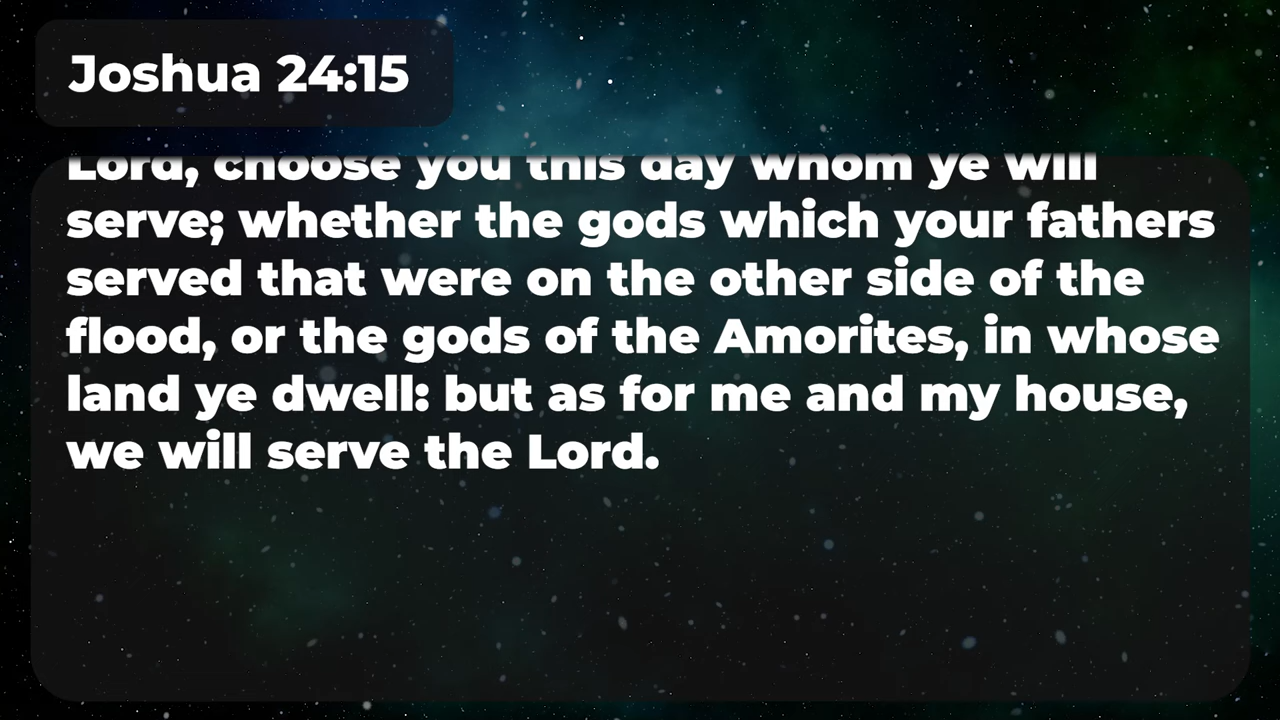 Joshua 24:15
Lord, choose you this day whom ye will
serve; whether the gods which your fathers
served that were on the other side of the
flood, or the gods of the Amorites, in whose
land ye dwell: but as for me and my house,
we will serve the Lord.